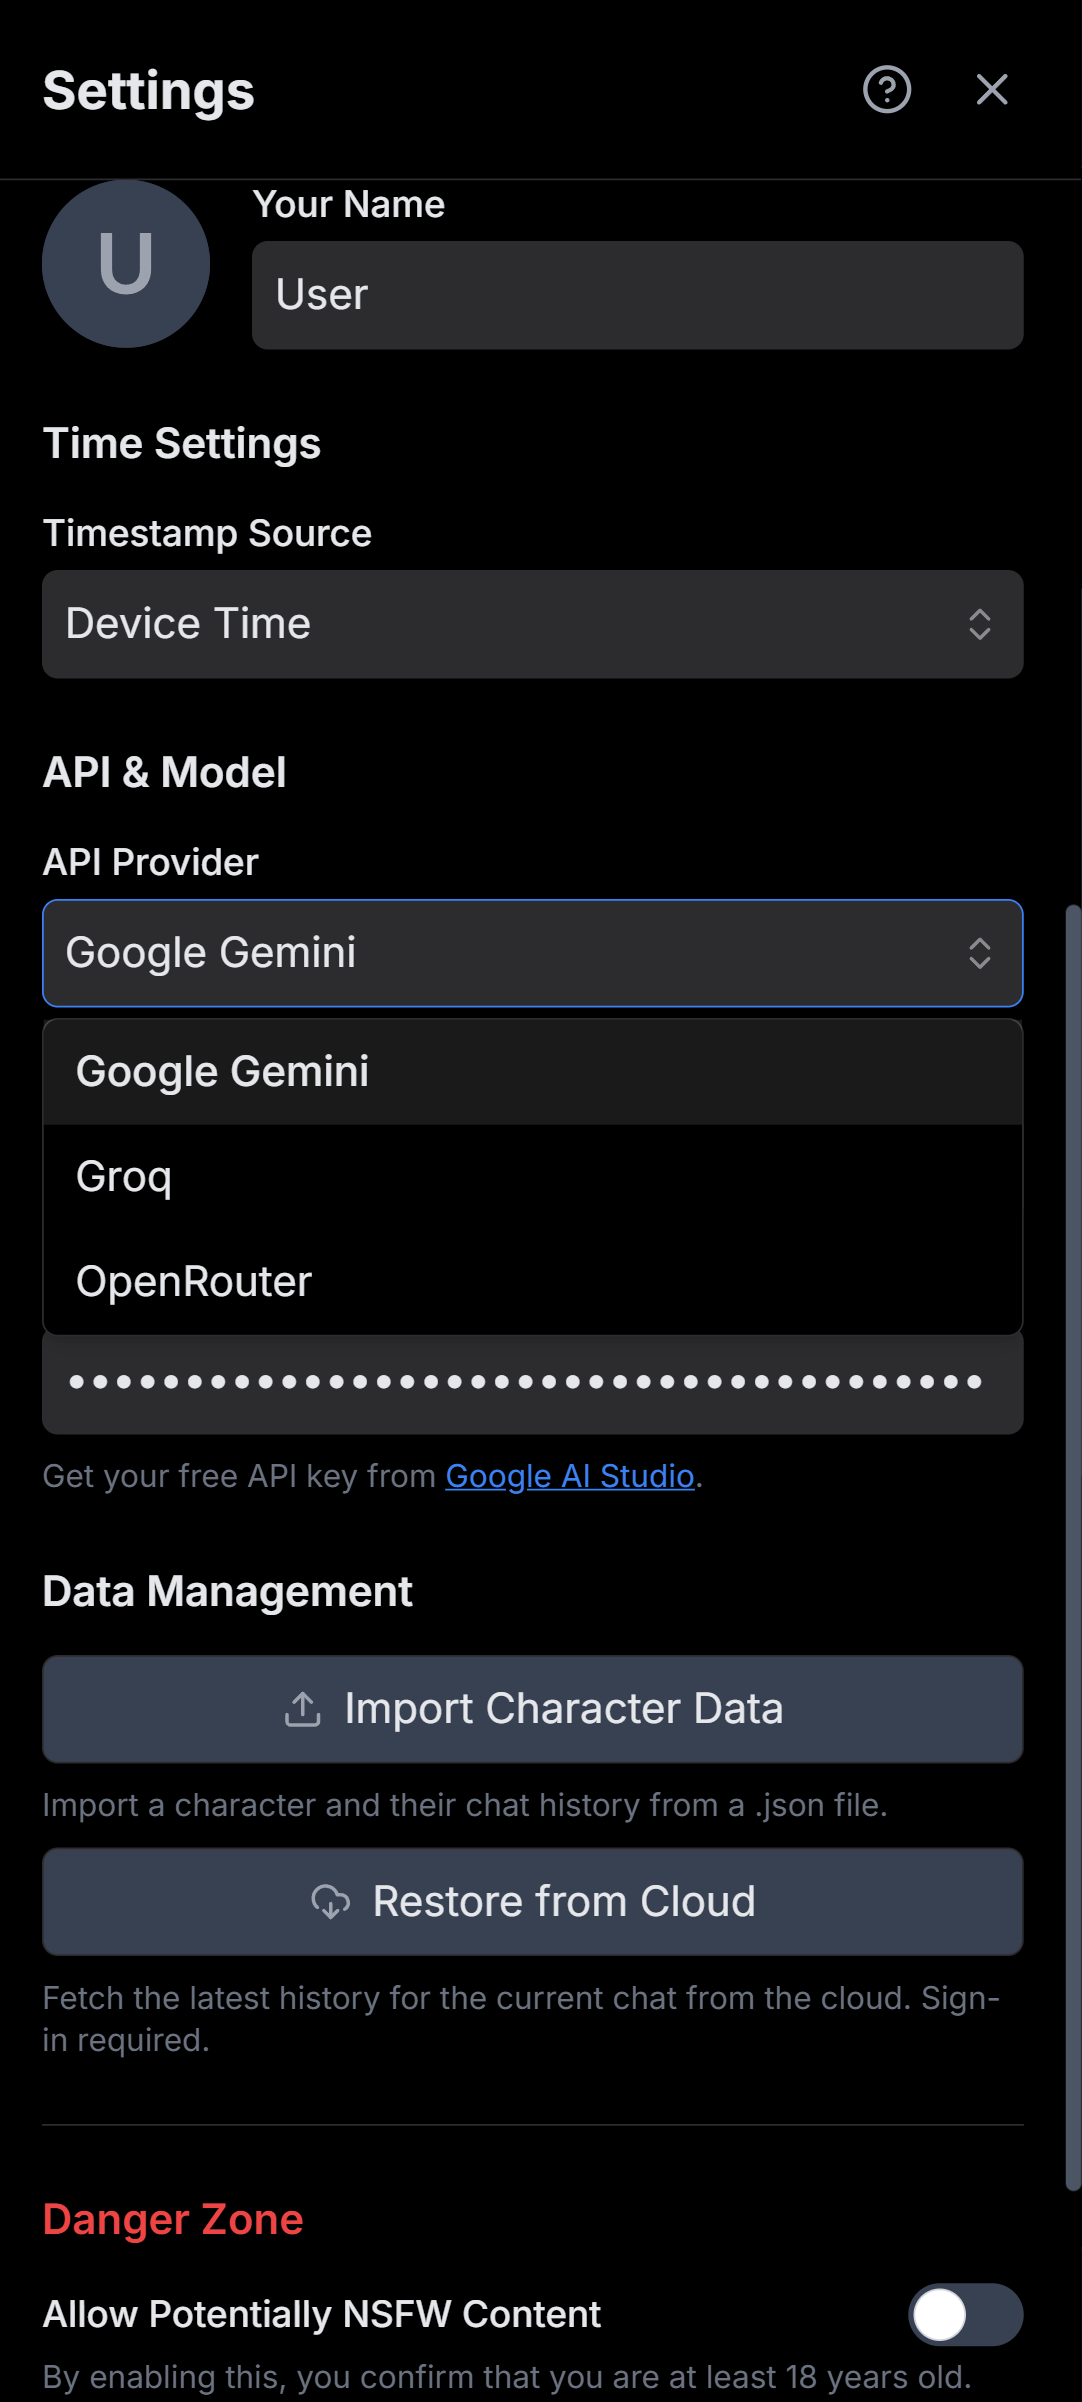 Settings
U
Your Name
User
Time Settings
Timestamp Source
Device Time
API & Model
API Provider
Google Gemini
Google Gemini
Groq
OpenRouter
•••••••••••••••••••••••••••••••••••••••
Get your free API key from Google AI Studio.
Data Management
Import Character Data
Import a character and their chat history from a .json file.
Restore from Cloud
Fetch the latest history for the current chat from the cloud. Sign-
in required.
Danger Zone
Allow Potentially NSFW Content
By enabling this, you confirm that you are at least 18 years old.